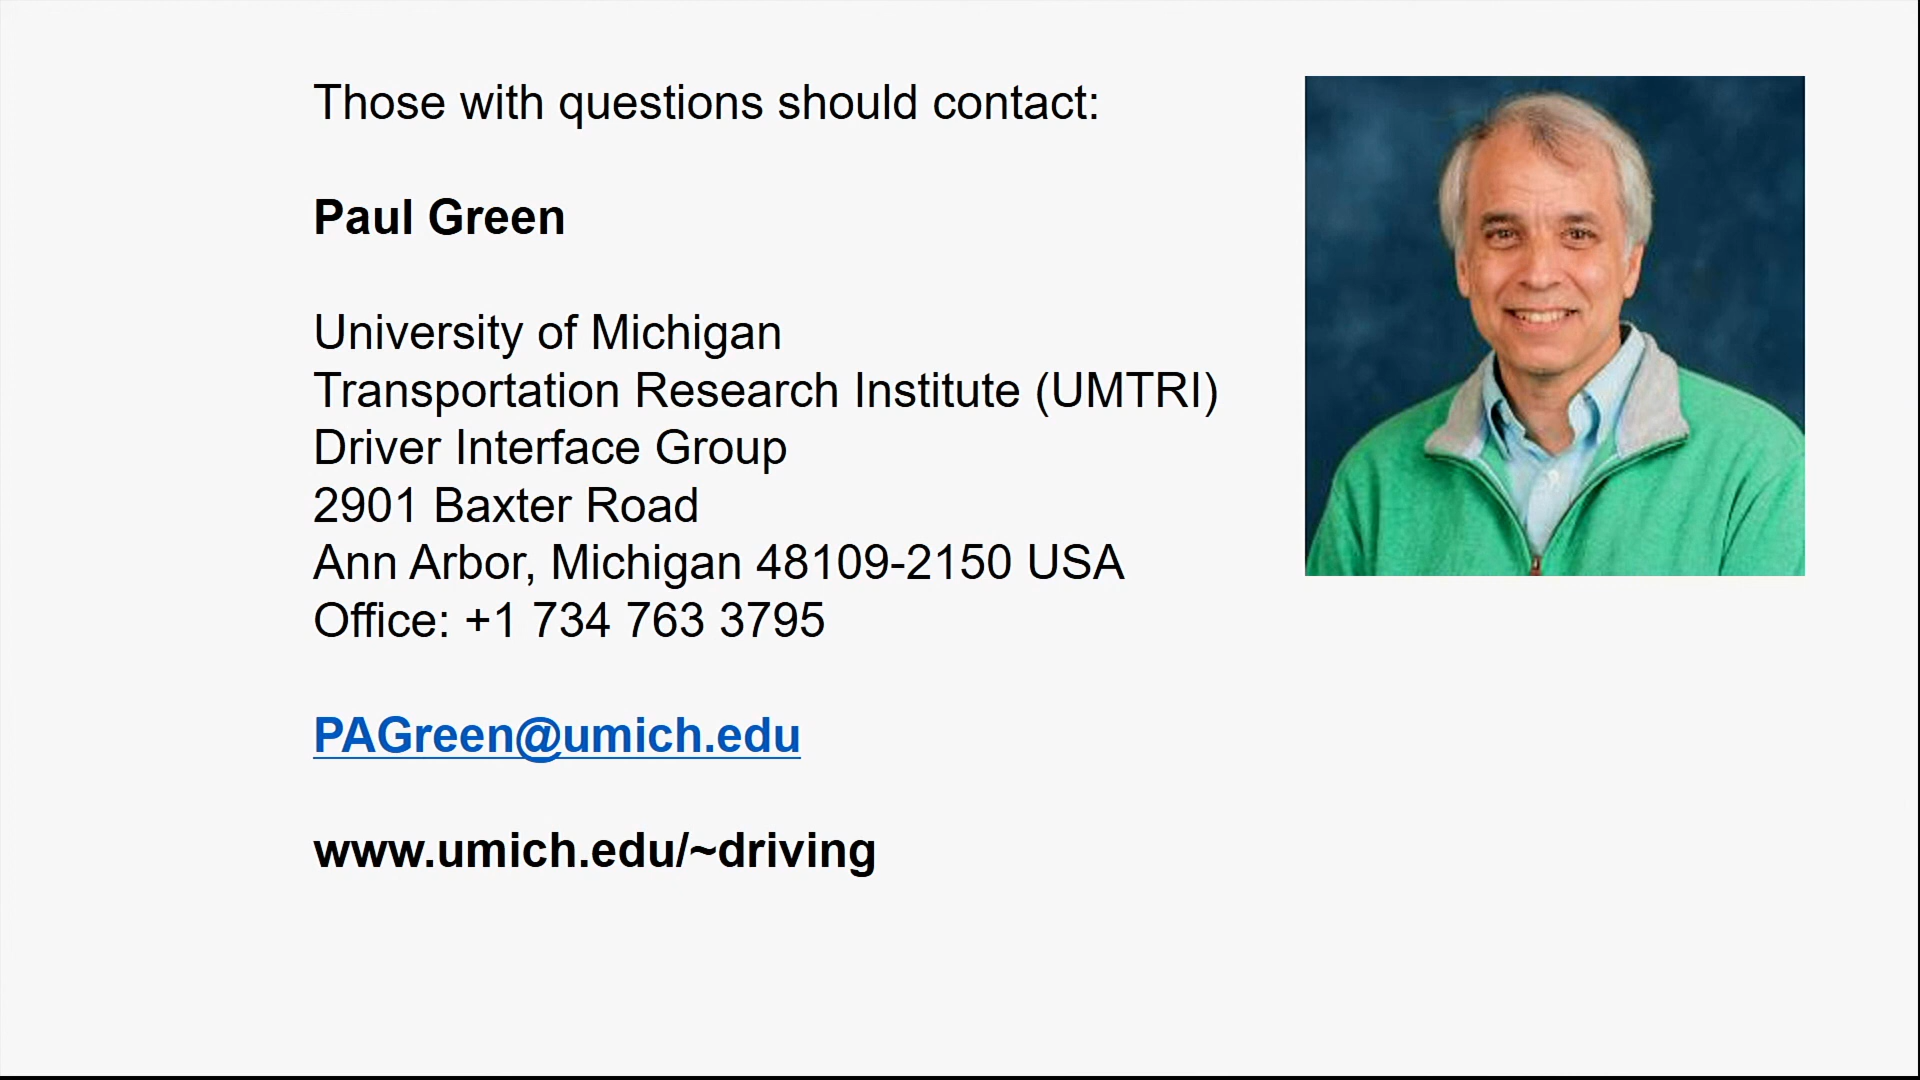 Those with questions should contact:
Paul Green
University of Michigan
Transportation Research Institute (UMTRI)
Driver Interface Group
2901 Baxter Road
Ann Arbor, Michigan 48109-2150 USA
Office: +1 734 763 3795
PAGreen@umich.edu
www.umich.edu/~driving